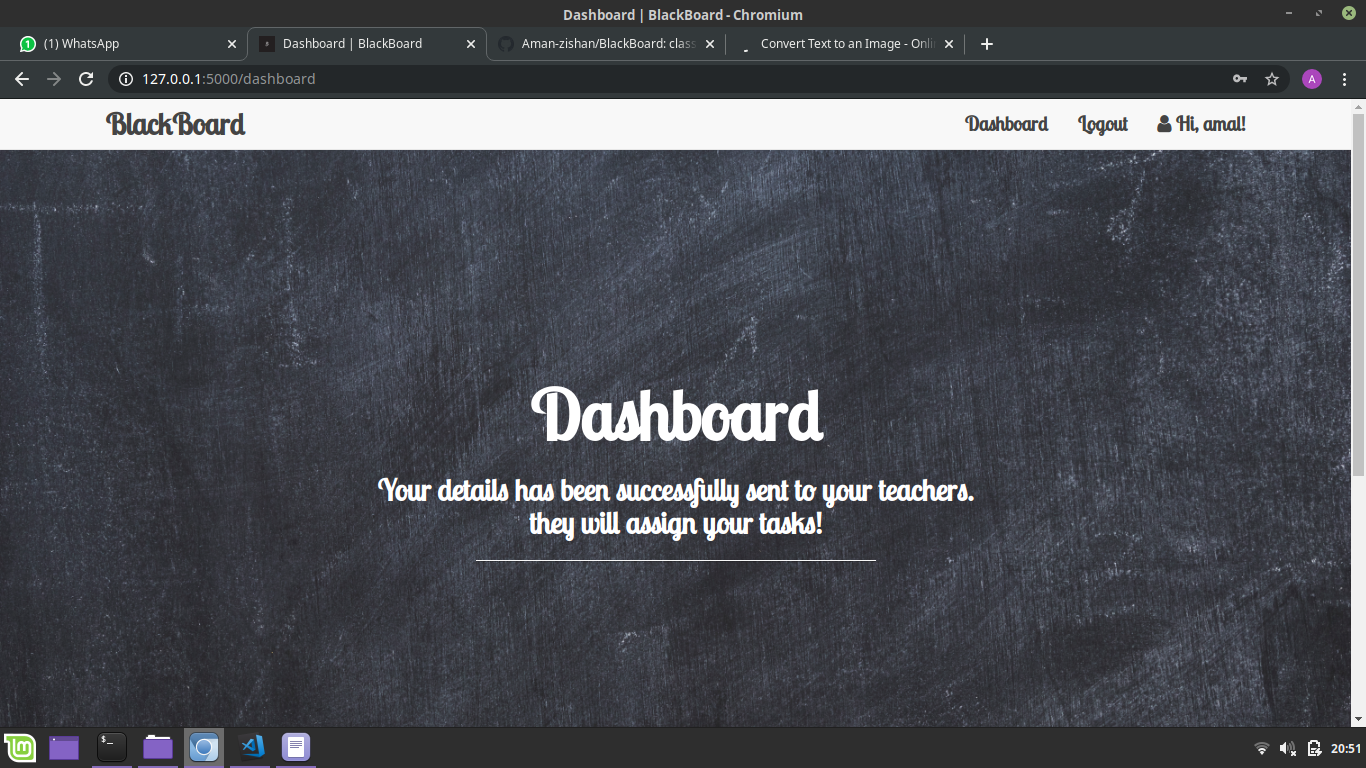 Dashboard | BlackBoard - Chromium
(1) WhatsApp
Dashboard | BlackBoard
Aman-zishan/BlackBoard: class
Convert Text to an Image - Onli
127.0.0.1:5000/dashboard
A
BlackBoard
Dashboard
Logout
Hi, amal!
Dashboard
Your details has been successfully sent to your teachers.
they will assign your tasks!
20:51